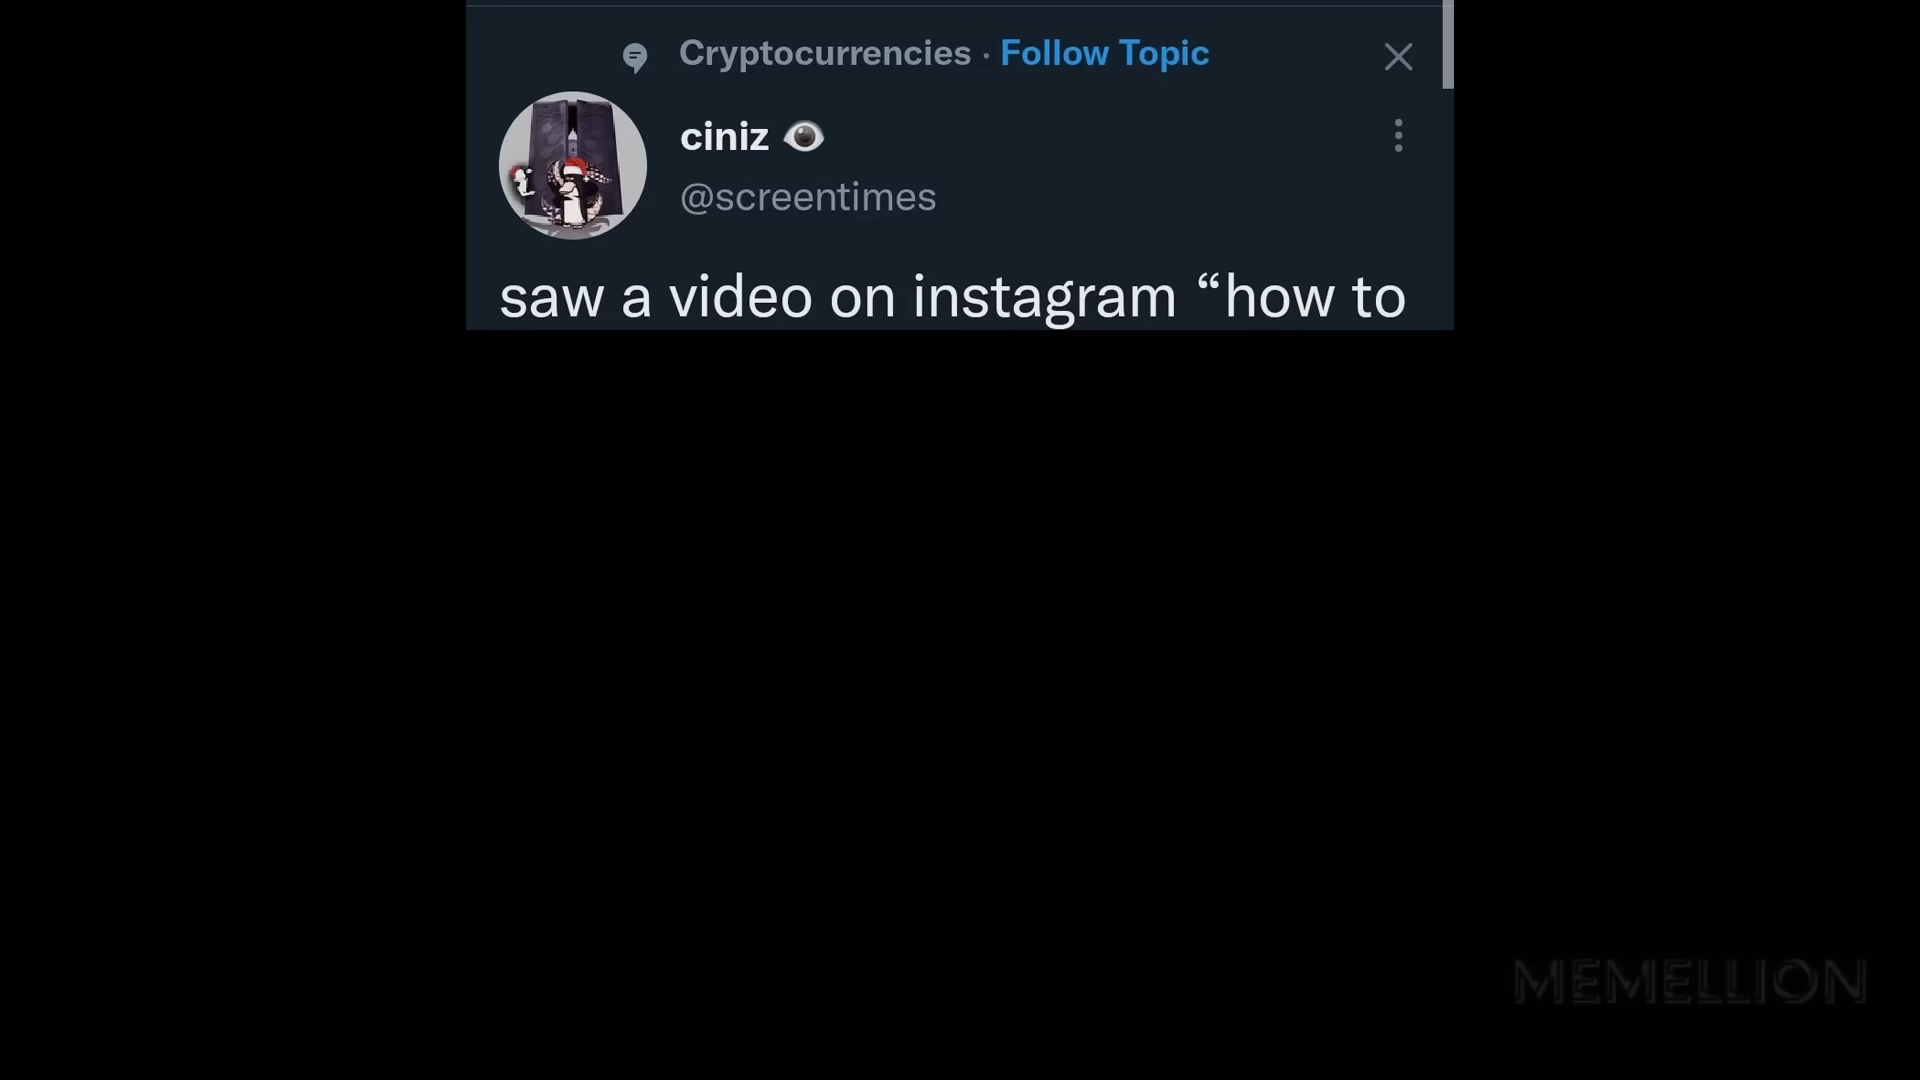 Cryptocurrencies · Follow Topic
ciniz 👁
@screentimes
saw a video on instagram “how to
MEMELLION